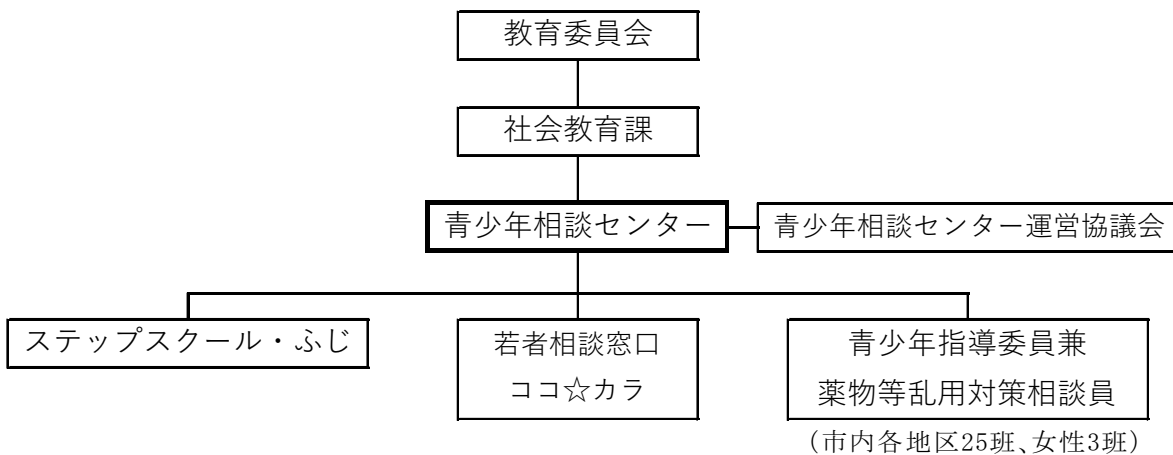 教育委員会
社会教育課
青少年相談センター
青少年相談センター運営協議会
ステップスクール・ふじ
若者相談窓口
ココ☆カラ
青少年指導委員兼
薬物等乱用対策相談員
（市内各地区25班、女性3班）